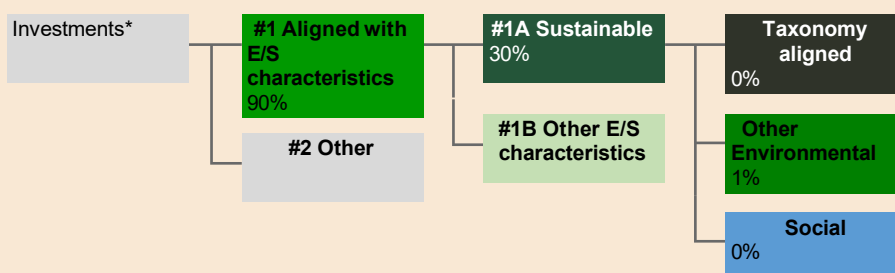 Investments*
#1 Aligned with
E/S
characteristics
90%
#2 Other
#1A Sustainable
30%
#1B Other E/S
characteristics
Taxonomy
aligned
0%
Other
Environmental
1%
Social
0%